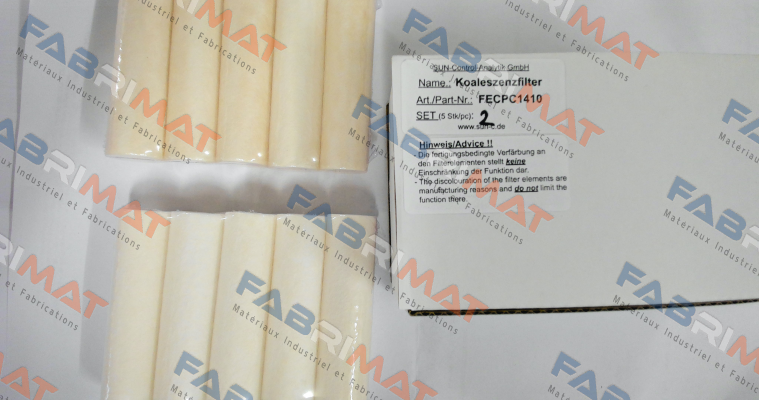 SUN-Control-Analytik GmbH
Name.: Koaleszenzfilter
Art./Part-Nr.: FECPC1410
SET (5 Stk/pc): 2
www.sun-c.de
Hinweis/Advice !!
- Die fertigungsbedingte Verfärbung an
den Filterelementen stellt keine
Einschränkung der Funktion dar.
- The discolouration of the filter elements are
manufacturing reasons and do not limit the
function there.
FABRIMAT
Matériaux Industriel et Fabrications